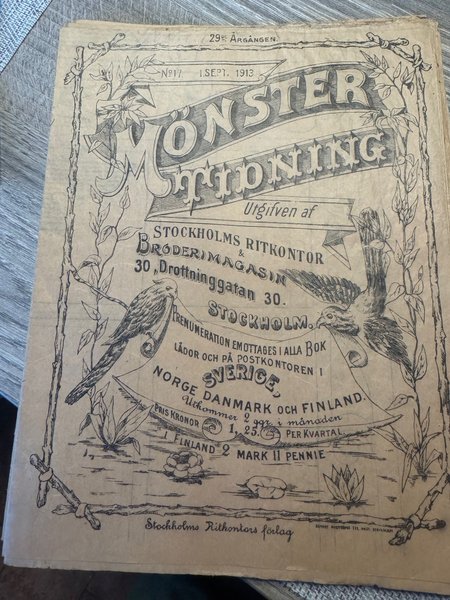 29DE ÅRGÅNGEN.
No 17. 1. SEPT. 1913.
MÖNSTER
TIDNING
Utgifven af
STOCKHOLMS RITKONTOR
&
BRODERIMAGASIN
30, Drottninggatan 30.
STOCKHOLM.
PRENUMERATION EMOTTAGES I ALLA BOK
LÅDOR OCH PÅ POSTKONTOREN I
SVERIGE,
NORGE, DANMARK OCH FINLAND.
Utkommer 2 ggr. i månaden
PRIS KRONOR 1,25 PER KVARTAL
I FINLAND 2 MARK 11 PENNIE
Stockholms Ritkontors förlag